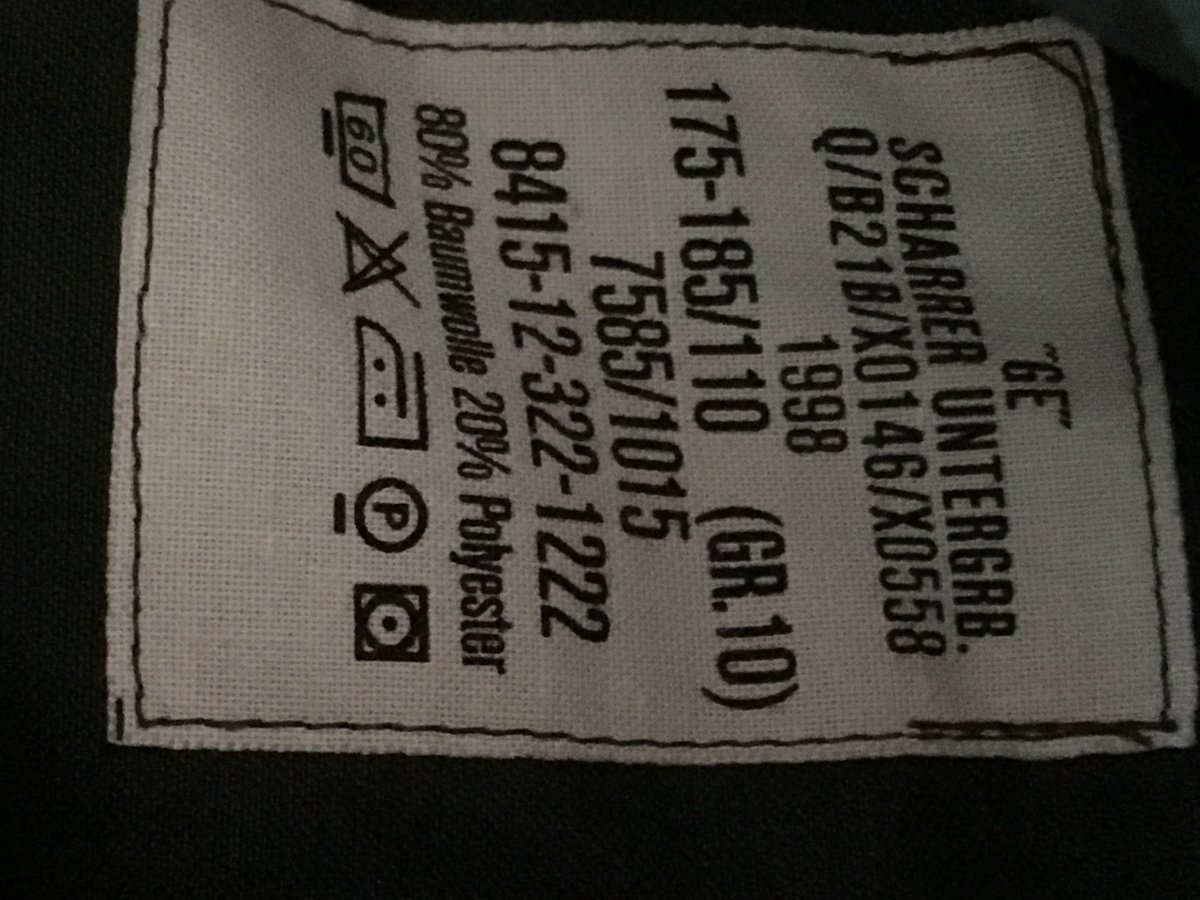 "GE"
SCHARRER UNTERGRB.
Q/B21B/X0146/X0558
1998
175-185/110 (GR.10)
7585/1015
8415-12-322-1222
80% Baumwolle 20% Polyester
60 P